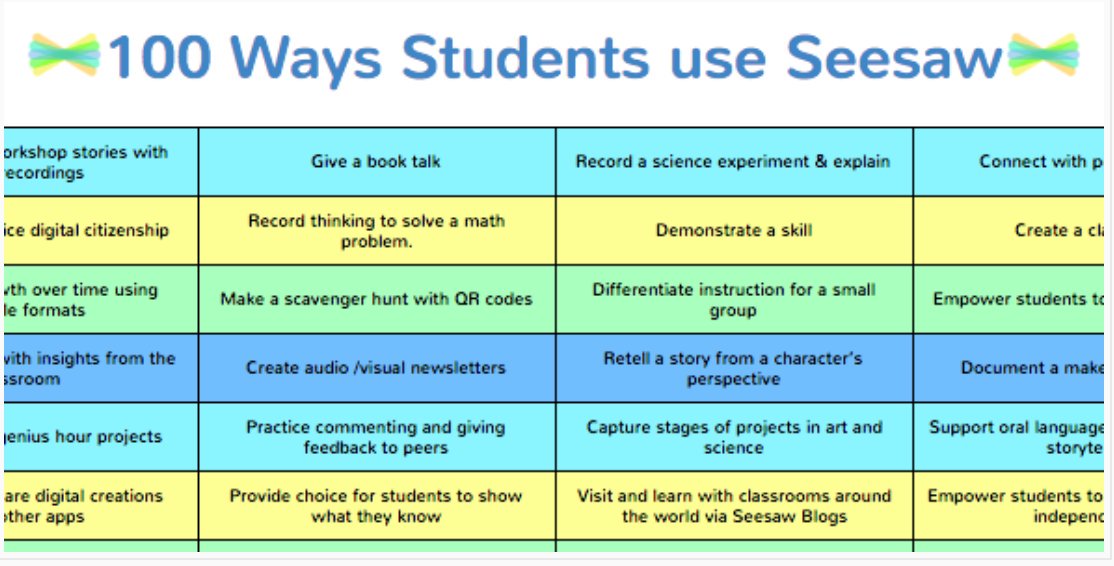 100 Ways Students use Seesaw
orkshop stories with
recordings
Give a book talk
Record a science experiment & explain
Connect with p
ice digital citizenship
Record thinking to solve a math
problem.
Demonstrate a skill
Create a cla
th over time using
le formats
Make a scavenger hunt with QR codes
Differentiate instruction for a small
group
Empower students to
with insights from the
ssroom
Create audio /visual newsletters
Retell a story from a character's
perspective
Document a make
genius hour projects
Practice commenting and giving
feedback to peers
Capture stages of projects in art and
science
Support oral language
storyte
are digital creations
other apps
Provide choice for students to show
what they know
Visit and learn with classrooms around
the world via Seesaw Blogs
Empower students to
independ